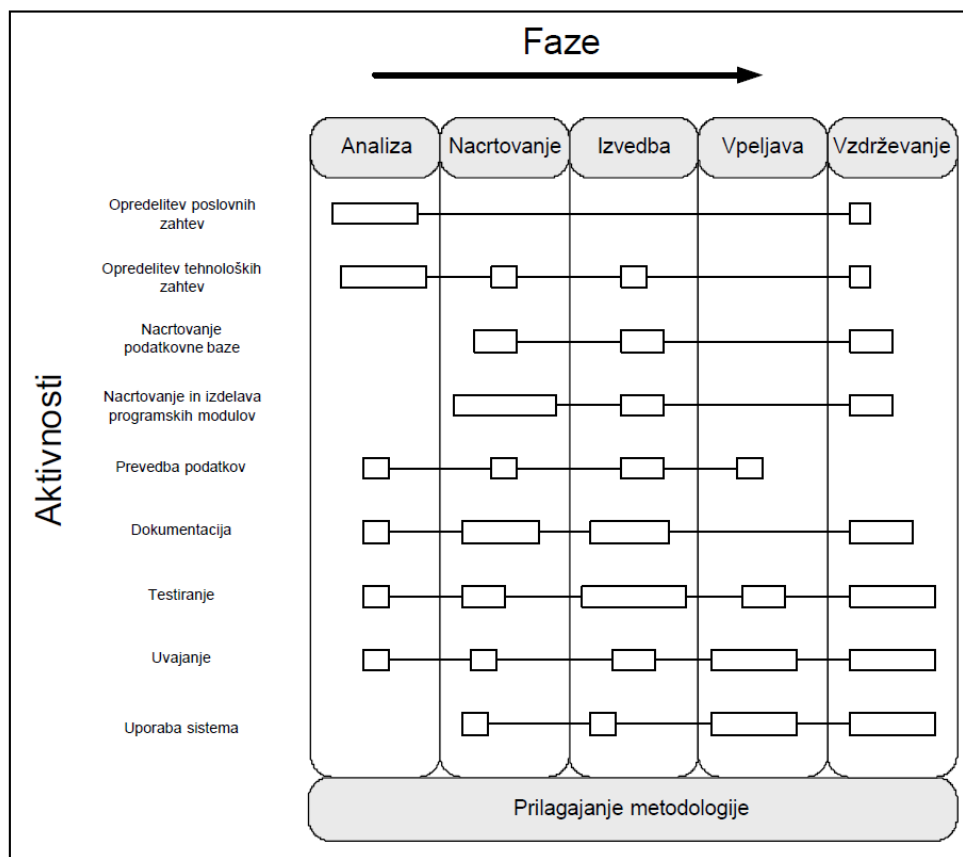 Faze
Analiza
Nacrtovanje
Izvedba
Vpeljava
Vzdrževanje
Aktivnosti
Opredelitev poslovnih
zahtev
Opredelitev tehnoloških
zahtev
Nacrtovanje
podatkovne baze
Nacrtovanje in izdelava
programskih modulov
Prevedba podatkov
Dokumentacija
Testiranje
Uvajanje
Uporaba sistema
Prilagajanje metodologije